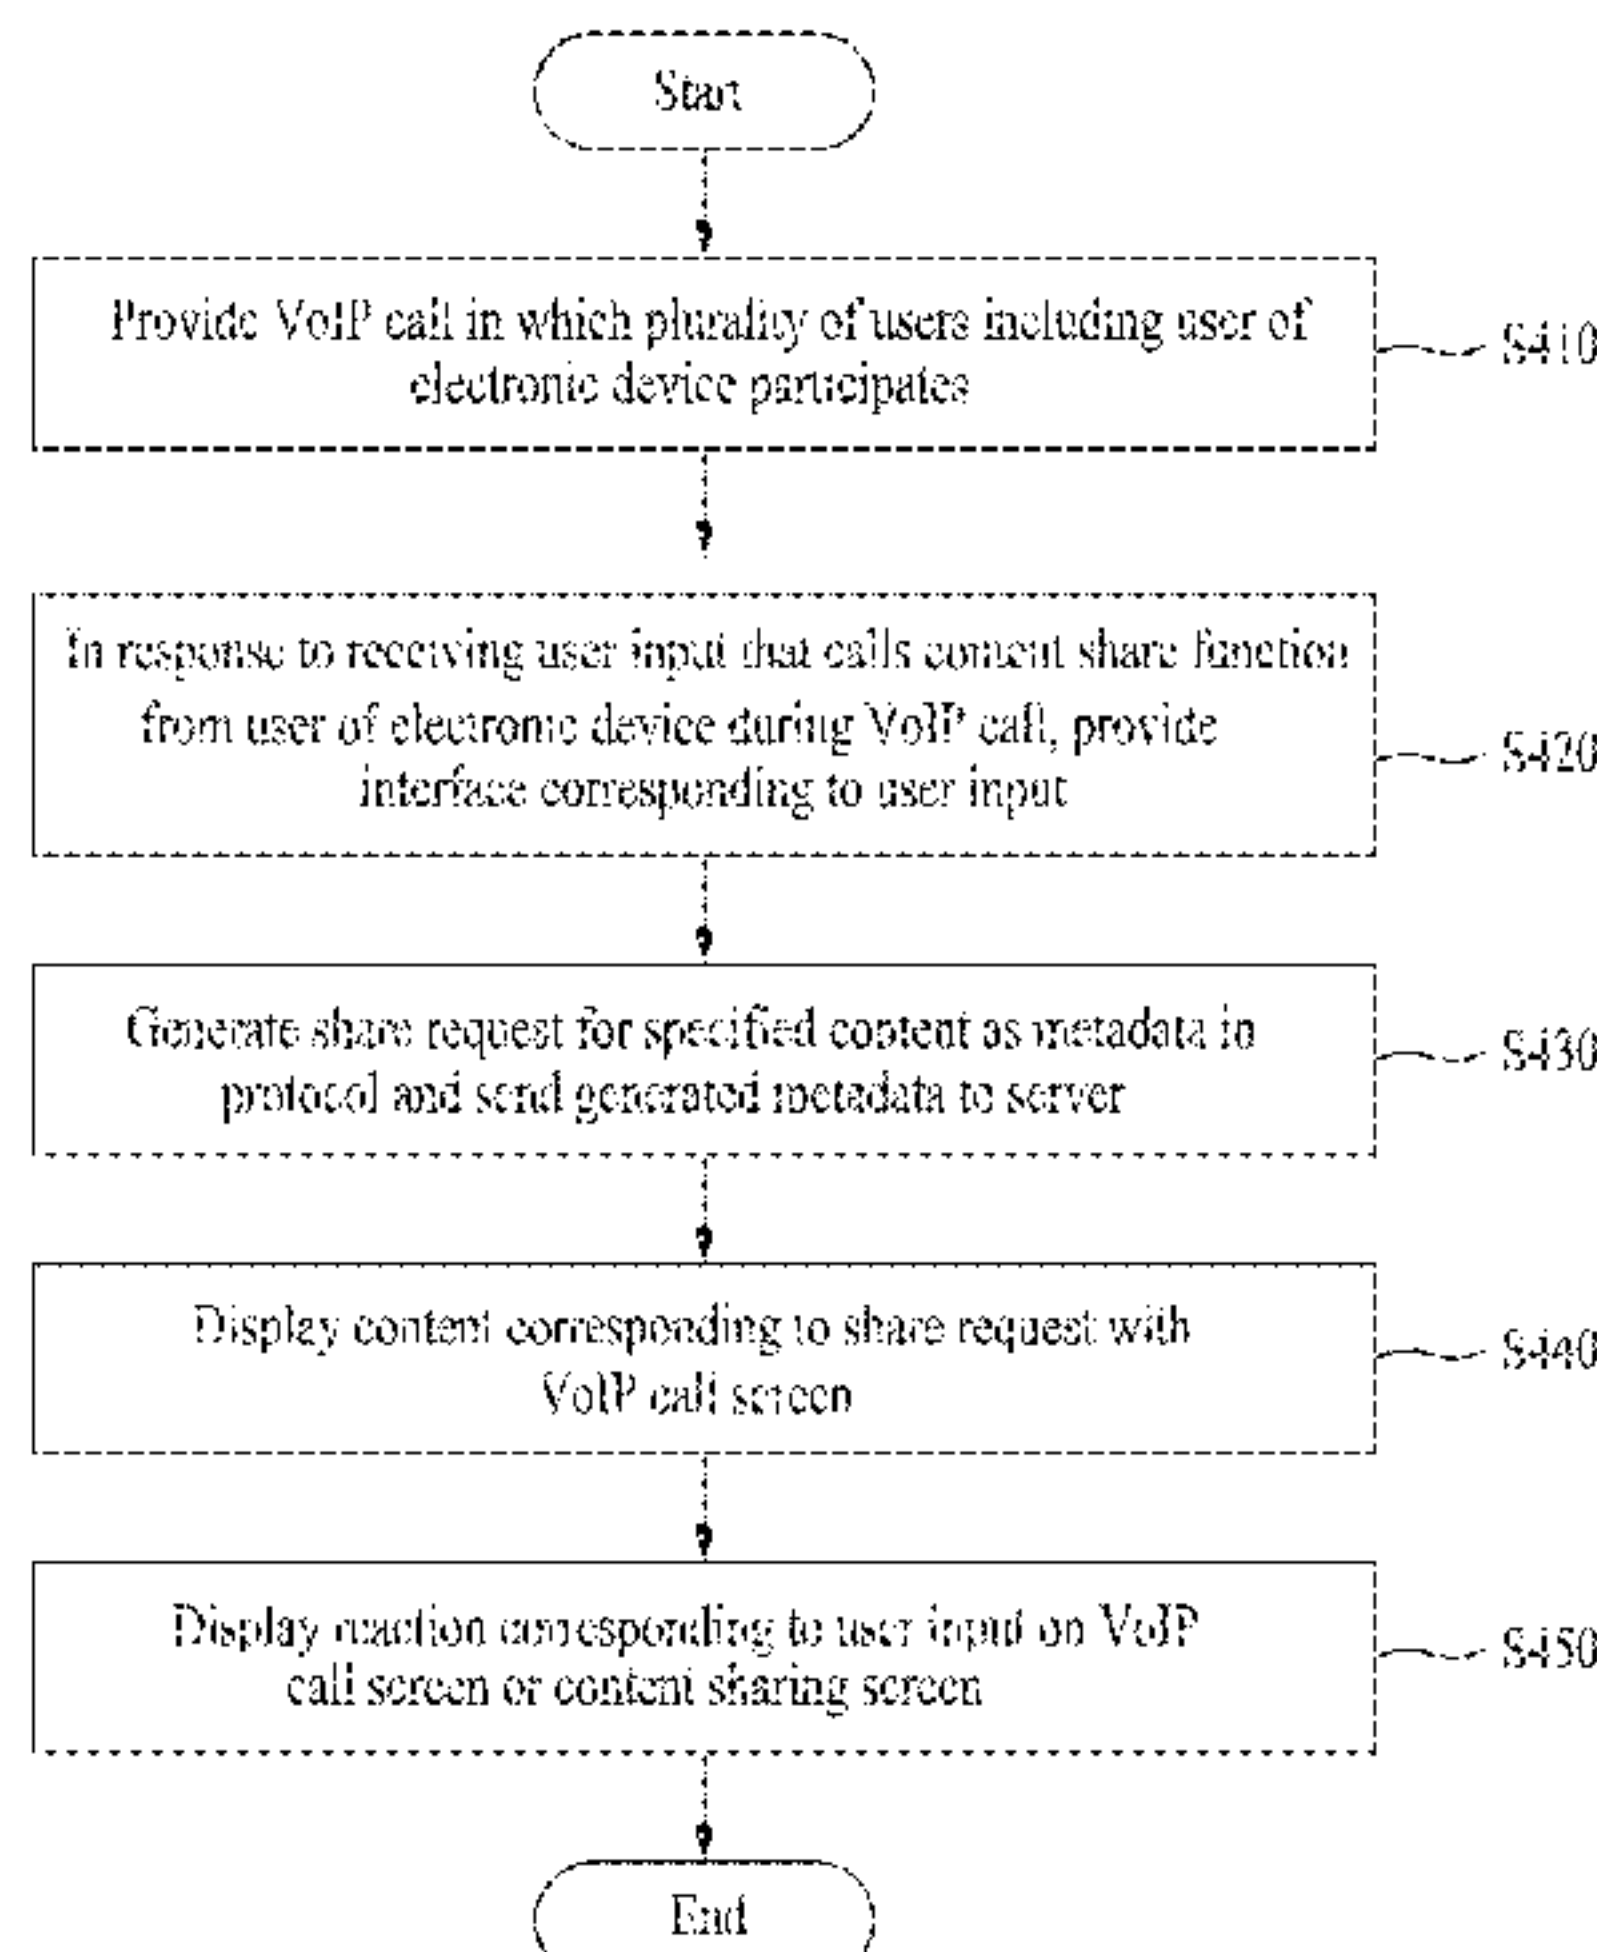 Start
Provide VoIP call in which plurality of users including user of
electronic device participates
S410
In response to receiving user input that calls content share function
from user of electronic device during VoIP call, provide
interface corresponding to user input
S420
Generate share request for specified content as metadata in
protocol and send generated metadata to server
S430
Display content corresponding to share request with
VoIP call screen
S440
Display reaction corresponding to user input on VoIP
call screen or content sharing screen
S450
End